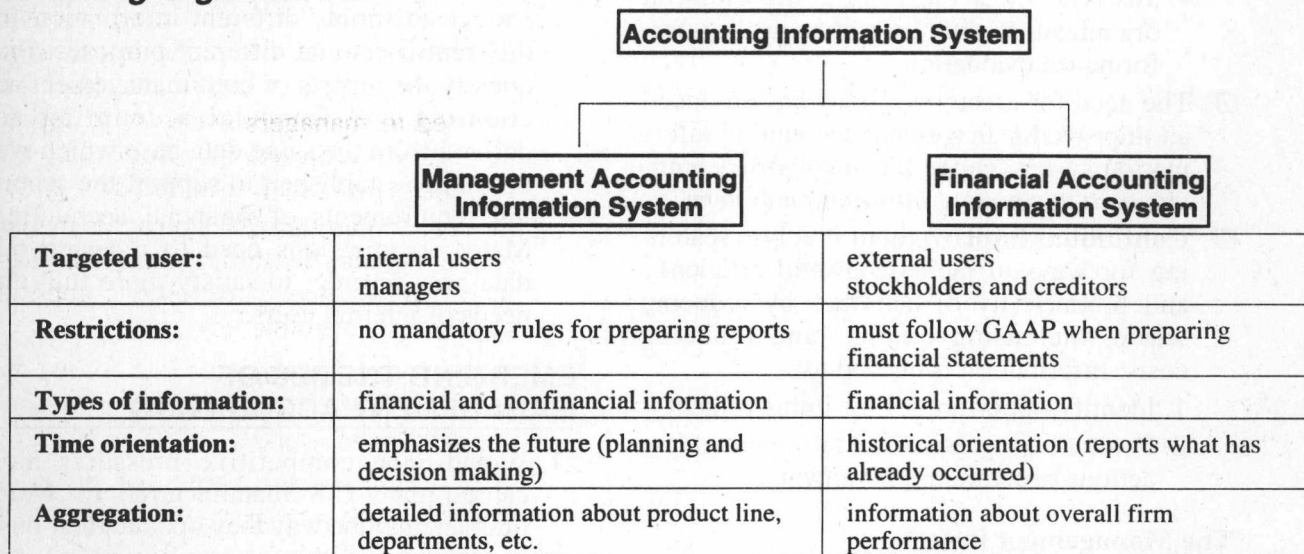 Accounting Information System
Management Accounting
Information System
Financial Accounting
Information System
Targeted user:
internal users
managers
external users
stockholders and creditors
Restrictions:
no mandatory rules for preparing reports
must follow GAAP when preparing
financial statements
Types of information:
financial and nonfinancial information
financial information
Time orientation:
emphasizes the future (planning and
decision making)
historical orientation (reports what has
already occurred)
Aggregation:
detailed information about product line,
departments, etc.
information about overall firm
performance